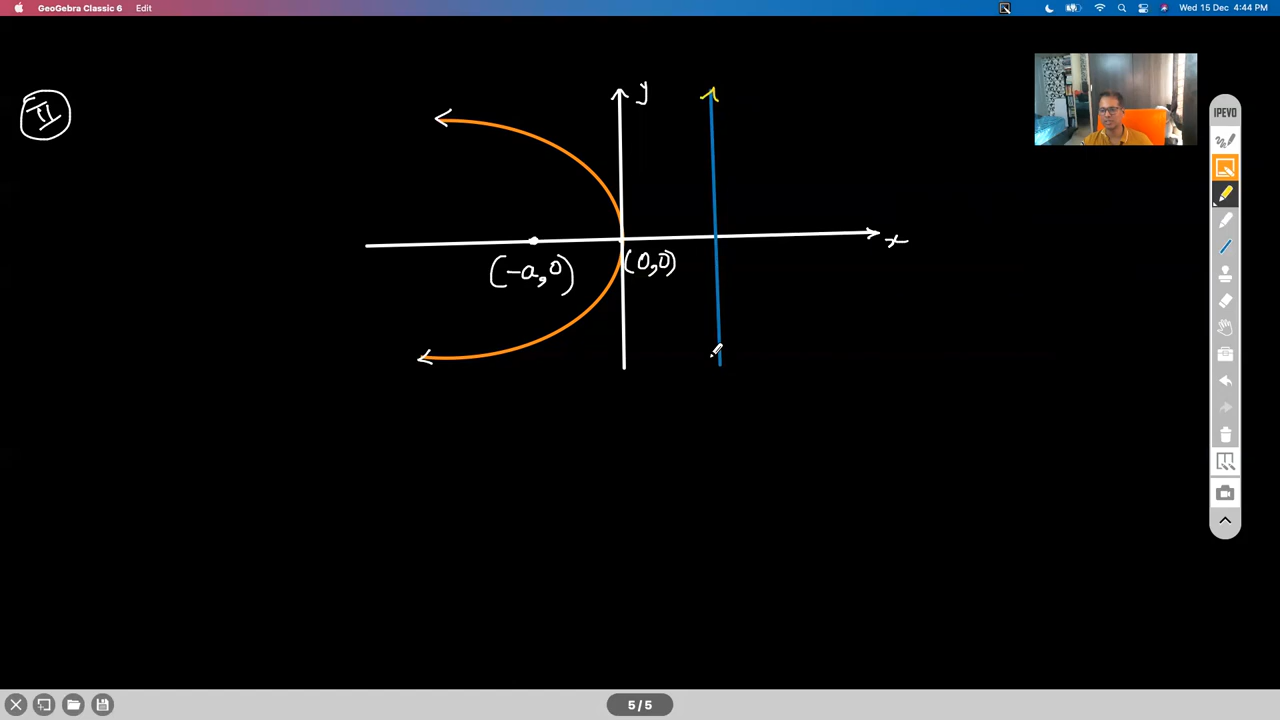 GeoGebra Classic 6 Edit Wed 15 Dec 4:44 PM
II
y
IPEVO
x
(-a,0) (0,0)
5 / 5